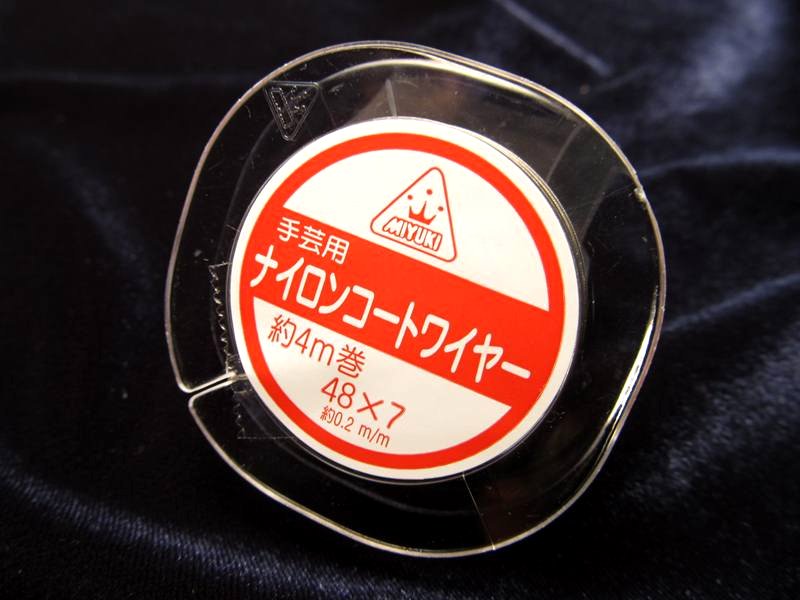 MIYUKI
手芸用
ナイロンコートワイヤー
約4m巻
48×7
約0.2 m/m